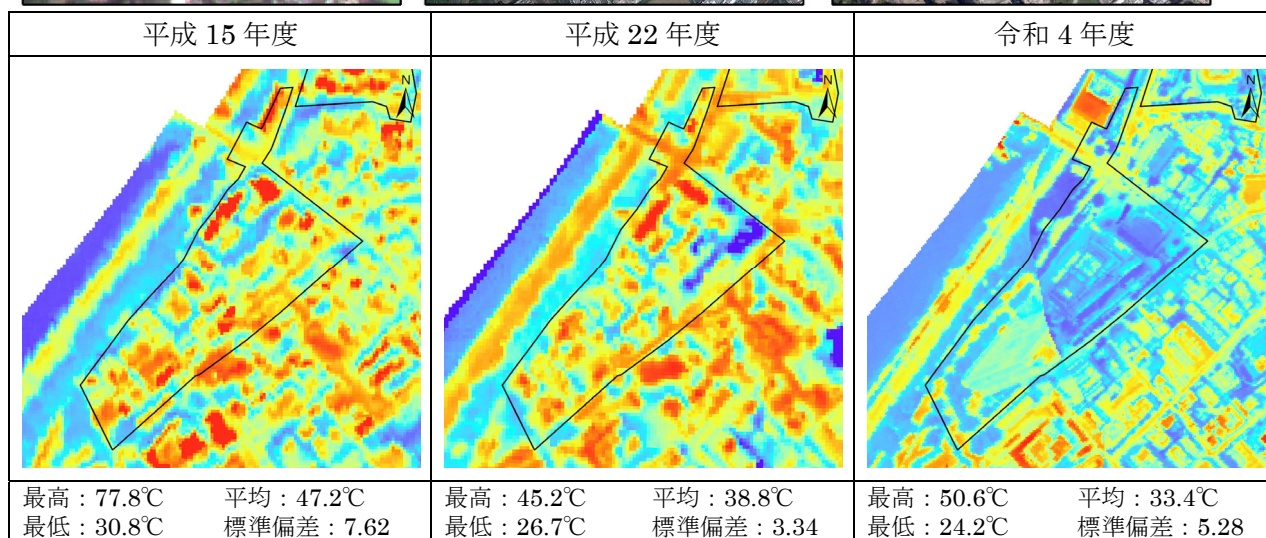 平成 15 年度 平成 22 年度 令和 4 年度
N N N
最高：77.8℃ 平均：47.2℃ 最高：45.2℃ 平均：38.8℃ 最高：50.6℃ 平均：33.4℃
最低：30.8℃ 標準偏差：7.62 最低：26.7℃ 標準偏差：3.34 最低：24.2℃ 標準偏差：5.28